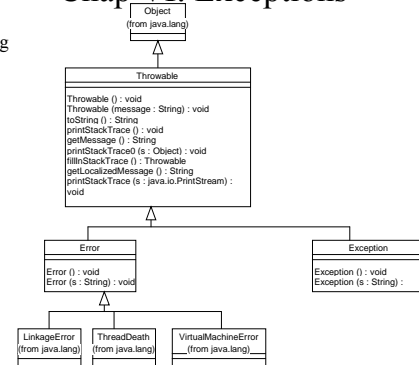 Object
(from java.lang)
g
Throwable
Throwable () : void
Throwable (message : String) : void
toString () : String
printStackTrace () : void
getMessage () : String
printStackTrace0 (s : Object) : void
fillInStackTrace () : Throwable
getLocalizedMessage () : String
printStackTrace (s : java.io.PrintStream) :
void
Error
Error () : void
Error (s : String) : void
Exception
Exception () : void
Exception (s : String) :
LinkageError
(from java.lang)
ThreadDeath
(from java.lang)
VirtualMachineError
(from java.lang)